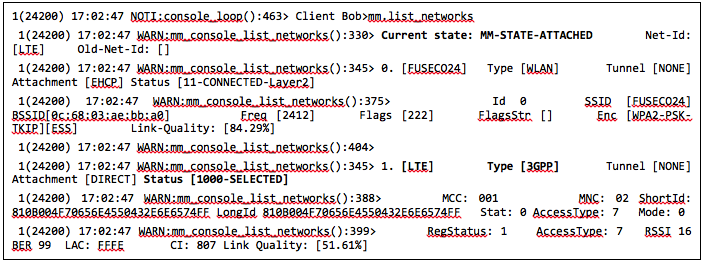 1(24200) 17:02:47 NOTI:console_loop():463> Client Bob>mm.list_networks
1(24200) 17:02:47 WARN:mm_console_list_networks():330> Current state: MM-STATE-ATTACHED Net-Id:
[LTE] Old-Net-Id: []
1(24200) 17:02:47 WARN:mm_console_list_networks():345> 0. [FUSECO24] Type [WLAN] Tunnel [NONE]
Attachment [EHCP] Status [11-CONNECTED-Layer2]
1(24200) 17:02:47 WARN:mm_console_list_networks():375> Id 0 SSID [FUSECO24]
BSSID[0c:68:03:ae:bb:a0] Freq [2412] Flags [222] FlagsStr [] Enc [WPA2-PSK-
TKIP][ESS] Link-Quality: [84.29%]
1(24200) 17:02:47 WARN:mm_console_list_networks():404>
1(24200) 17:02:47 WARN:mm_console_list_networks():345> 1. [LTE] Type [3GPP] Tunnel [NONE]
Attachment [DIRECT] Status [1000-SELECTED]
1(24200) 17:02:47 WARN:mm_console_list_networks():388> MCC: 001 MNC: 02 ShortId:
810B004F70656E4550432E6E6574FF LongId 810B004F70656E4550432E6E6574FF Stat: 0 AccessType: 7 Mode: 0
1(24200) 17:02:47 WARN:mm_console_list_networks():399> RegStatus: 1 AccessType: 7 RSSI 16
BER 99 LAC: FFFE CI: 807 Link Quality: [51.61%]